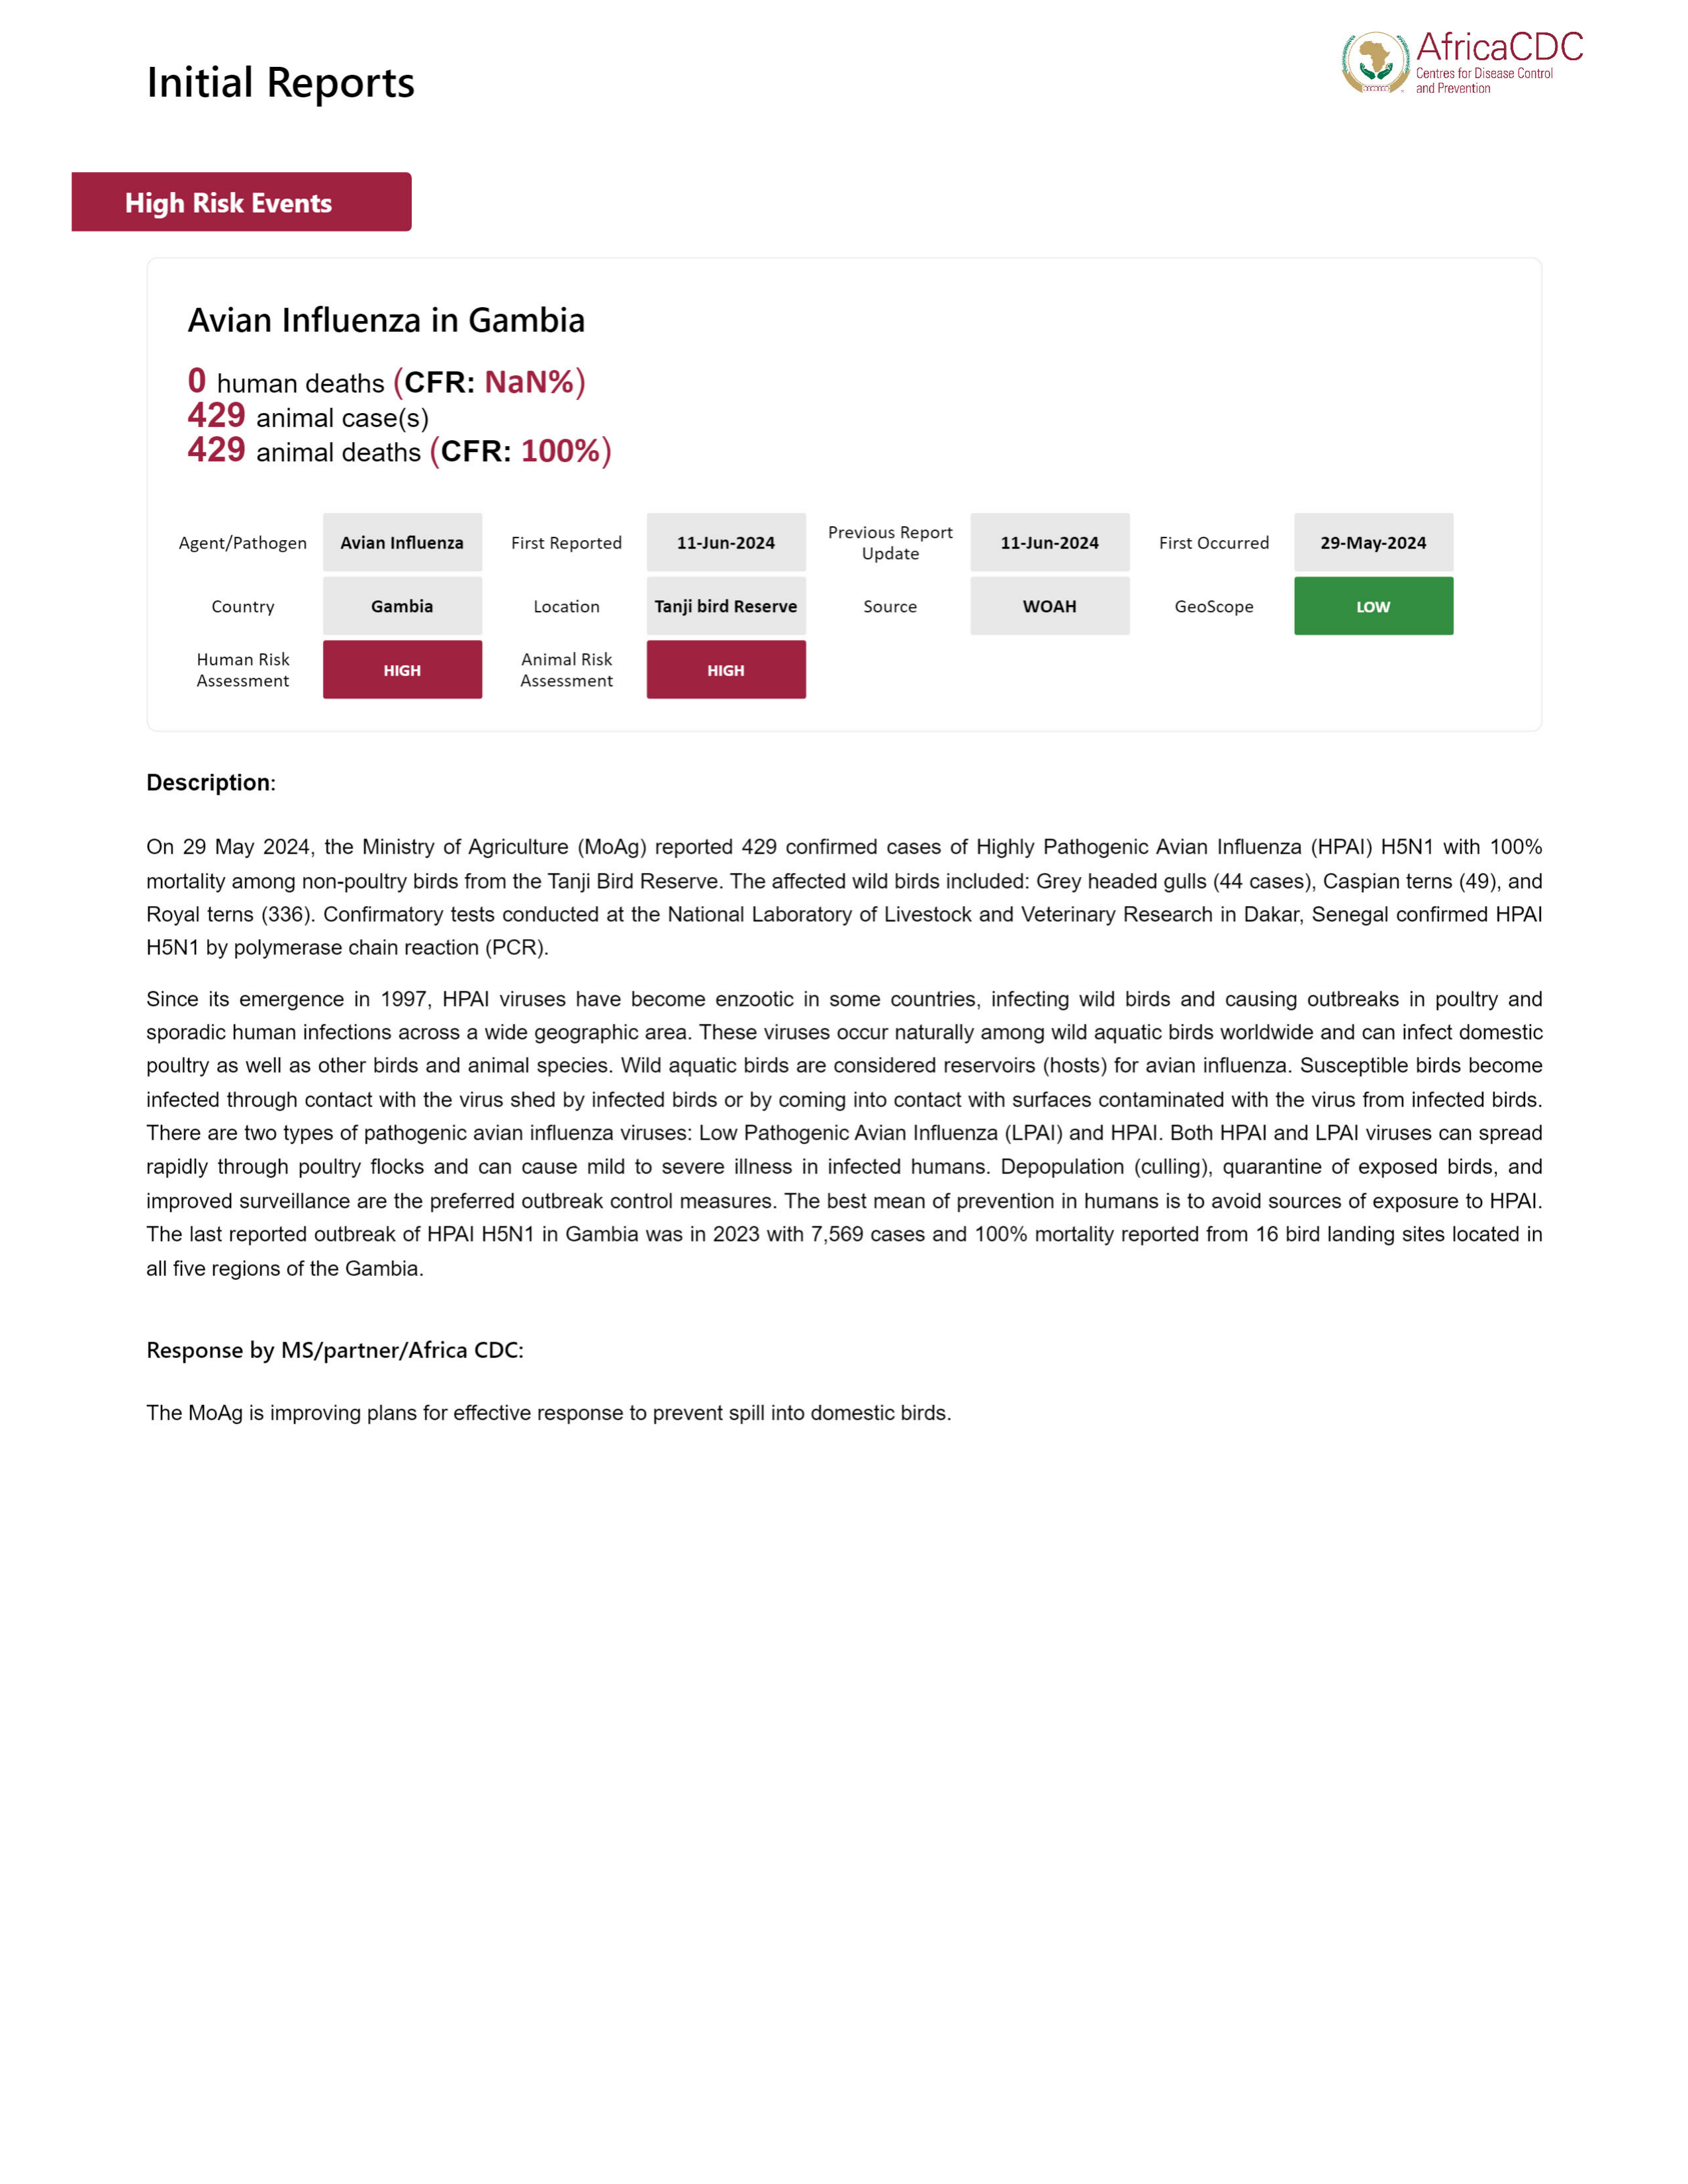 Initial Reports
AfricaCDC
Centres for Disease Control
and Prevention
High Risk Events
Avian Influenza in Gambia
0 human deaths (CFR: NaN%)
429 animal case(s)
429 animal deaths (CFR: 100%)
Agent/Pathogen Avian Influenza First Reported 11-Jun-2024 Previous Report Update 11-Jun-2024 First Occurred 29-May-2024
Country Gambia Location Tanji bird Reserve Source WOAH GeoScope LOW
Human Risk Assessment HIGH Animal Risk Assessment HIGH
Description:
On 29 May 2024, the Ministry of Agriculture (MoAg) reported 429 confirmed cases of Highly Pathogenic Avian Influenza (HPAI) H5N1 with 100%
mortality among non-poultry birds from the Tanji Bird Reserve. The affected wild birds included: Grey headed gulls (44 cases), Caspian terns (49), and
Royal terns (336). Confirmatory tests conducted at the National Laboratory of Livestock and Veterinary Research in Dakar, Senegal confirmed HPAI
H5N1 by polymerase chain reaction (PCR).
Since its emergence in 1997, HPAI viruses have become enzootic in some countries, infecting wild birds and causing outbreaks in poultry and
sporadic human infections across a wide geographic area. These viruses occur naturally among wild aquatic birds worldwide and can infect domestic
poultry as well as other birds and animal species. Wild aquatic birds are considered reservoirs (hosts) for avian influenza. Susceptible birds become
infected through contact with the virus shed by infected birds or by coming into contact with surfaces contaminated with the virus from infected birds.
There are two types of pathogenic avian influenza viruses: Low Pathogenic Avian Influenza (LPAI) and HPAI. Both HPAI and LPAI viruses can spread
rapidly through poultry flocks and can cause mild to severe illness in infected humans. Depopulation (culling), quarantine of exposed birds, and
improved surveillance are the preferred outbreak control measures. The best mean of prevention in humans is to avoid sources of exposure to HPAI.
The last reported outbreak of HPAI H5N1 in Gambia was in 2023 with 7,569 cases and 100% mortality reported from 16 bird landing sites located in
all five regions of the Gambia.
Response by MS/partner/Africa CDC:
The MoAg is improving plans for effective response to prevent spill into domestic birds.